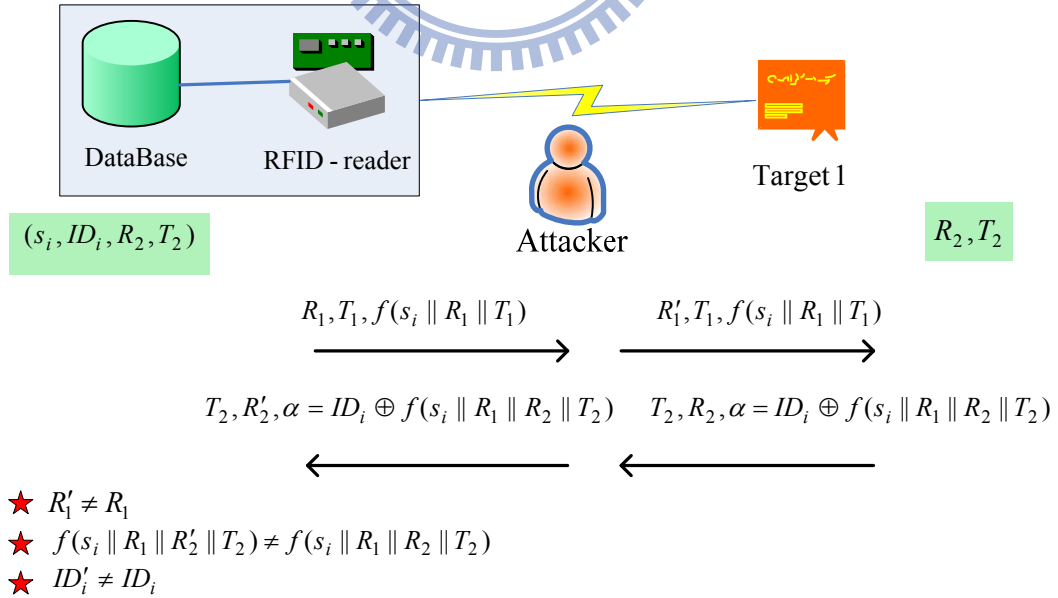 DataBase
RFID - reader
Target 1
Attacker
(s_i, ID_i, R_2, T_2)
R_2, T_2
R_1, T_1, f(s_i || R_1 || T_1)
R'_1, T_1, f(s_i || R_1 || T_1)
T_2, R'_2, α = ID_i ⊕ f(s_i || R_1 || R_2 || T_2)
T_2, R_2, α = ID_i ⊕ f(s_i || R_1 || R_2 || T_2)
R'_1 ≠ R_1
f(s_i || R_1 || R'_2 || T_2) ≠ f(s_i || R_1 || R_2 || T_2)
ID'_i ≠ ID_i